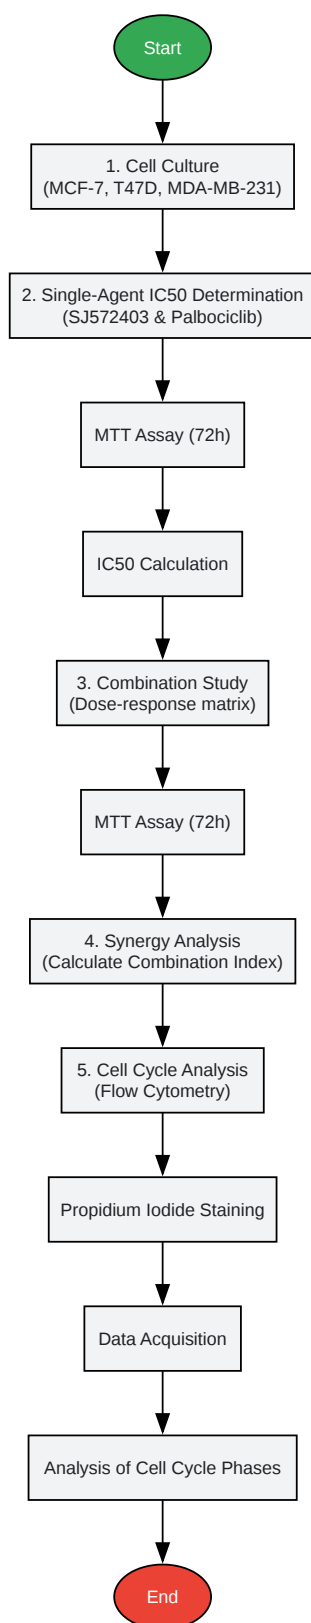 Start
1. Cell Culture
(MCF-7, T47D, MDA-MB-231)
2. Single-Agent IC50 Determination
(SJ572403 & Palbociclib)
MTT Assay (72h)
IC50 Calculation
3. Combination Study
(Dose-response matrix)
MTT Assay (72h)
4. Synergy Analysis
(Calculate Combination Index)
5. Cell Cycle Analysis
(Flow Cytometry)
Propidium Iodide Staining
Data Acquisition
Analysis of Cell Cycle Phases
End